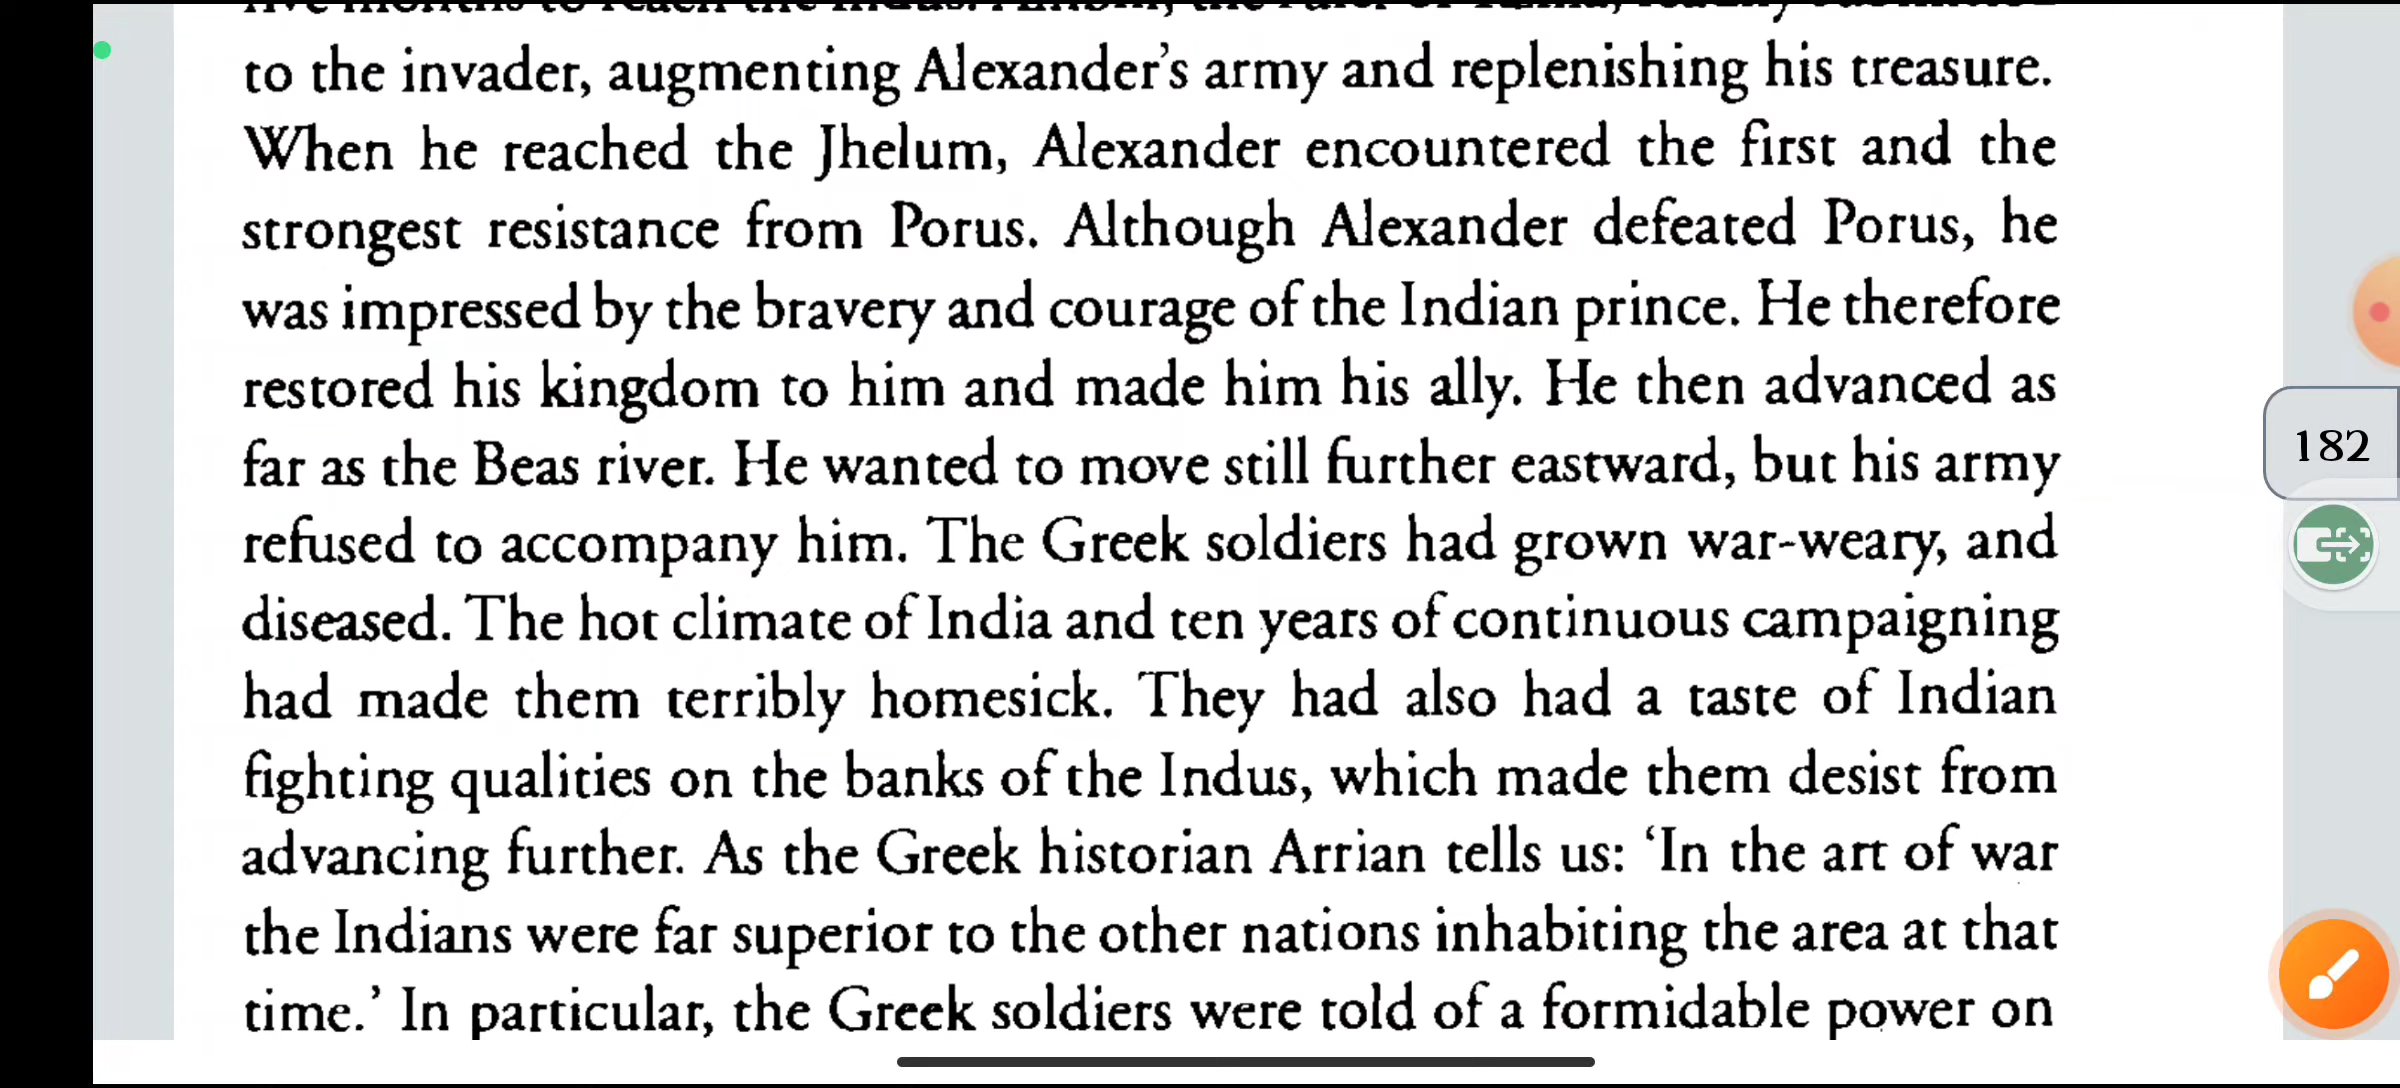 to the invader, augmenting Alexander's army and replenishing his treasure.
When he reached the Jhelum, Alexander encountered the first and the
strongest resistance from Porus. Although Alexander defeated Porus, he
was impressed by the bravery and courage of the Indian prince. He therefore
restored his kingdom to him and made him his ally. He then advanced as
far as the Beas river. He wanted to move still further eastward, but his army
refused to accompany him. The Greek soldiers had grown war-weary, and
diseased. The hot climate of India and ten years of continuous campaigning
had made them terribly homesick. They had also had a taste of Indian
fighting qualities on the banks of the Indus, which made them desist from
advancing further. As the Greek historian Arrian tells us: ‘In the art of war
the Indians were far superior to the other nations inhabiting the area at that
time.’ In particular, the Greek soldiers were told of a formidable power on
182